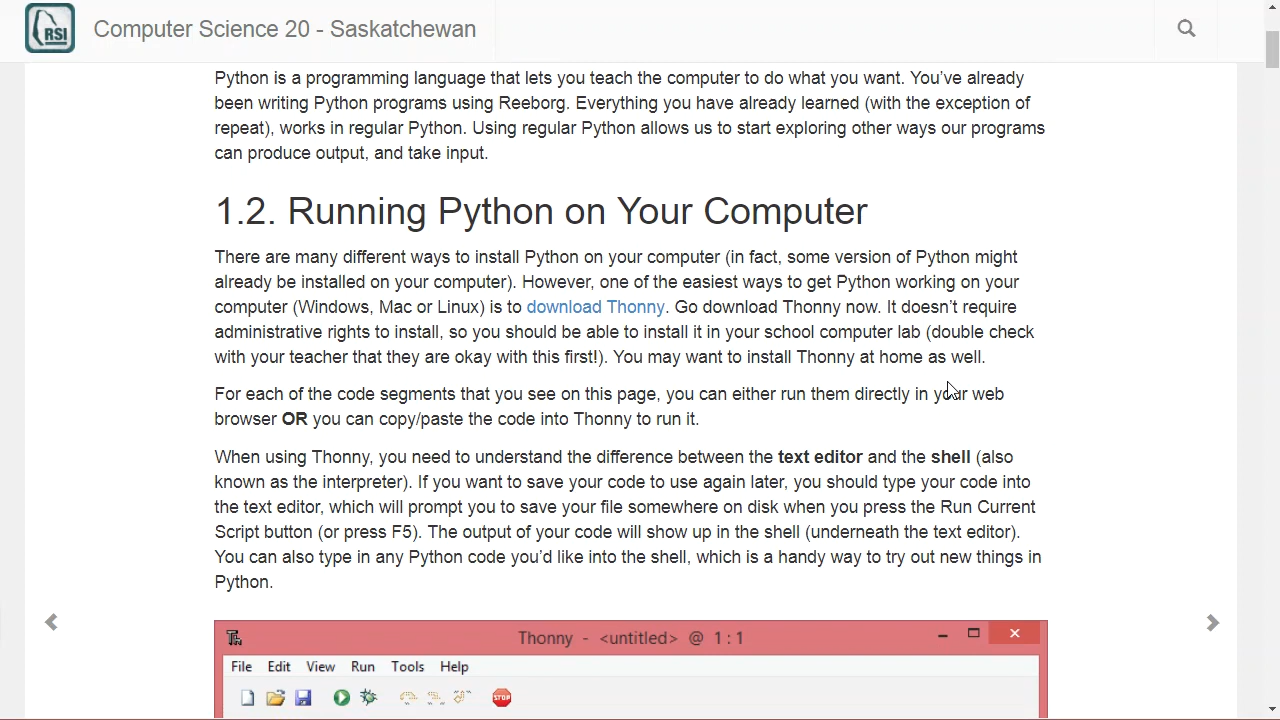 RSI
Computer Science 20 - Saskatchewan
Python is a programming language that lets you teach the computer to do what you want. You've already
been writing Python programs using Reeborg. Everything you have already learned (with the exception of
repeat), works in regular Python. Using regular Python allows us to start exploring other ways our programs
can produce output, and take input.
1.2. Running Python on Your Computer
There are many different ways to install Python on your computer (in fact, some version of Python might
already be installed on your computer). However, one of the easiest ways to get Python working on your
computer (Windows, Mac or Linux) is to download Thonny. Go download Thonny now. It doesn't require
administrative rights to install, so you should be able to install it in your school computer lab (double check
with your teacher that they are okay with this first!). You may want to install Thonny at home as well.
For each of the code segments that you see on this page, you can either run them directly in your web
browser OR you can copy/paste the code into Thonny to run it.
When using Thonny, you need to understand the difference between the text editor and the shell (also
known as the interpreter). If you want to save your code to use again later, you should type your code into
the text editor, which will prompt you to save your file somewhere on disk when you press the Run Current
Script button (or press F5). The output of your code will show up in the shell (underneath the text editor).
You can also type in any Python code you'd like into the shell, which is a handy way to try out new things in
Python.
Thonny - <untitled> @ 1:1
File Edit View Run Tools Help
STOP